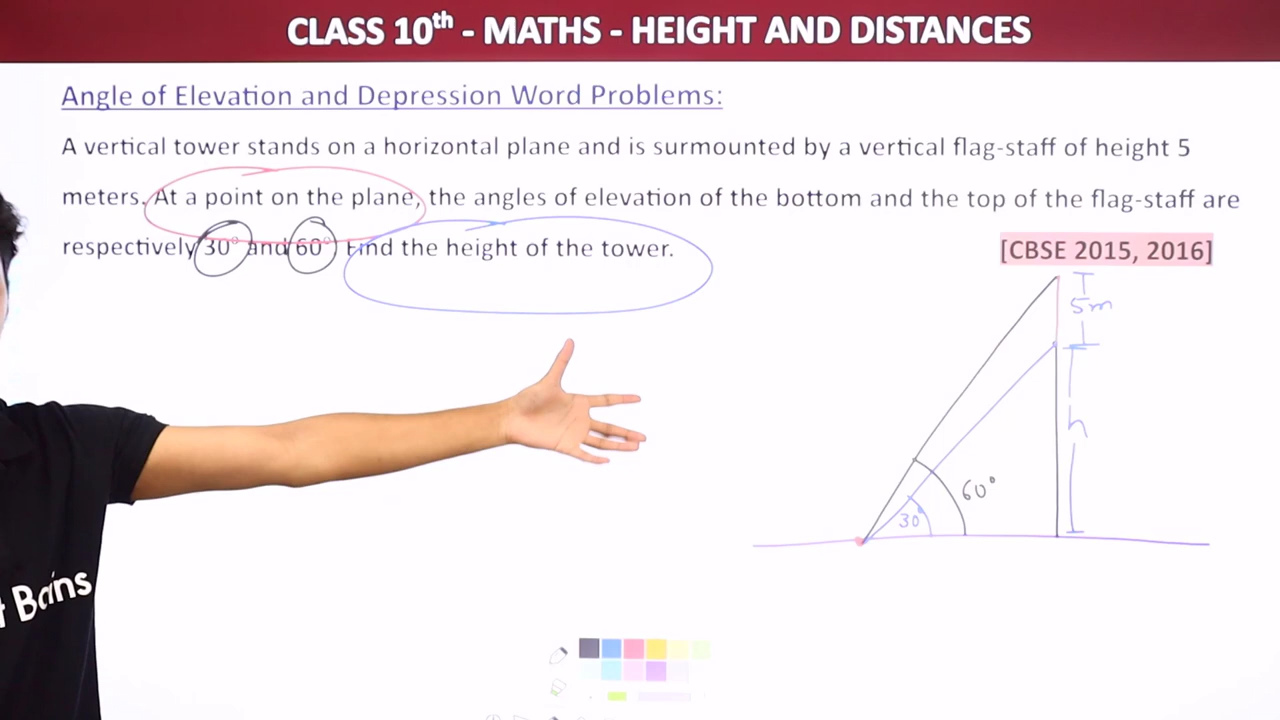 CLASS 10th - MATHS - HEIGHT AND DISTANCES
Angle of Elevation and Depression Word Problems:
A vertical tower stands on a horizontal plane and is surmounted by a vertical flag-staff of height 5
meters. At a point on the plane, the angles of elevation of the bottom and the top of the flag-staff are
respectively 30° and 60° Find the height of the tower.
[CBSE 2015, 2016]
5m
h
60°
30°
Brains